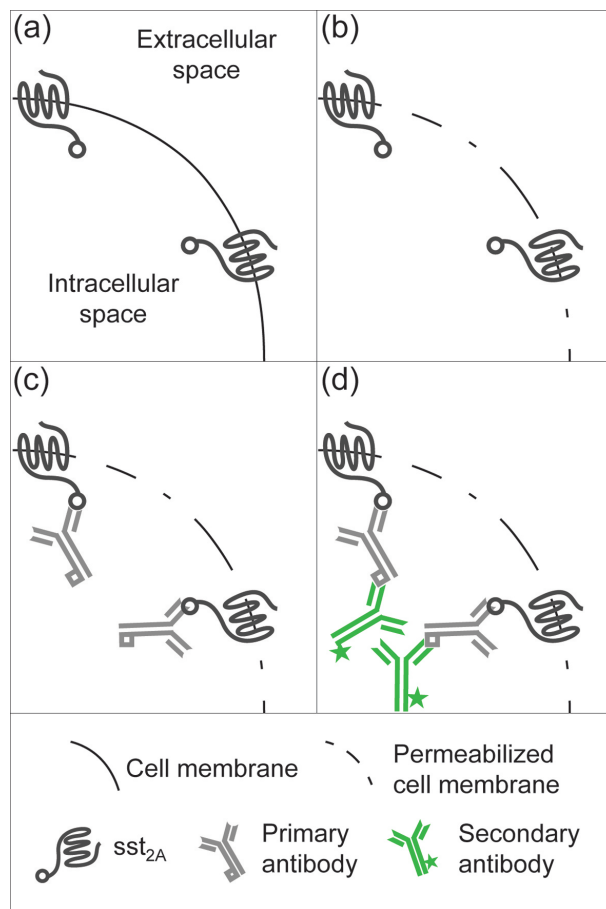 (a)
Extracellular
space
Intracellular
space
(b)
(c)
(d)
Cell membrane
Permeabilized
cell membrane
sst2A
Primary
antibody
Secondary
antibody